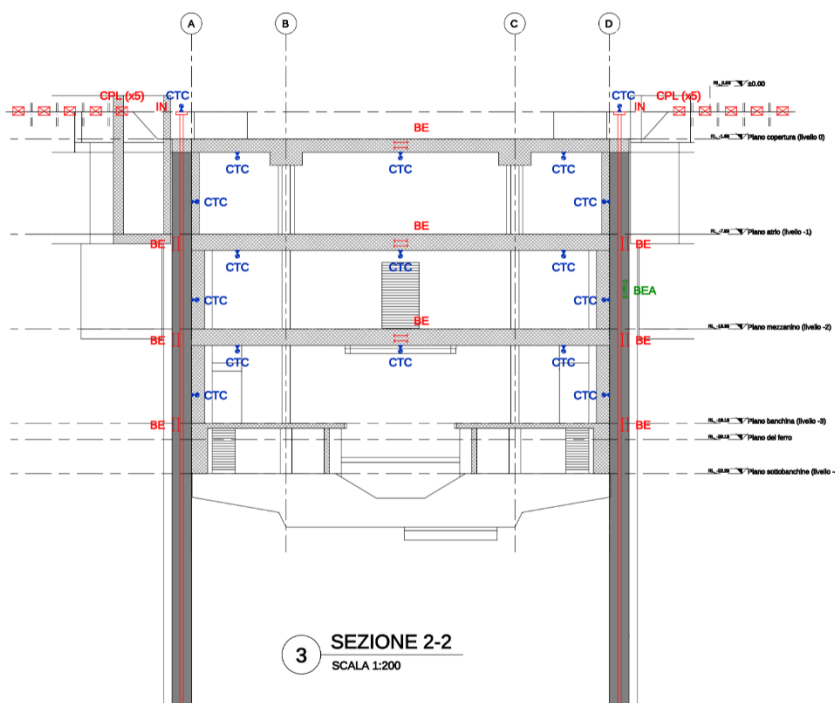 A B C D
CPL (x5) CTC CTC CPL (x5)
IN IN
±0.00
BE
Piano copertura (livello 0)
CTC CTC CTC
CTC CTC
BE
Piano atrio (livello -1)
BE BE
CTC CTC CTC
BEA
CTC CTC
BE
Piano mezzanino (livello -2)
BE BE
CTC CTC CTC
CTC CTC
Piano banchina (livello -3)
BE BE
Piano del ferro
Piano sottobanchine (livello -
3 SEZIONE 2-2
SCALA 1:200